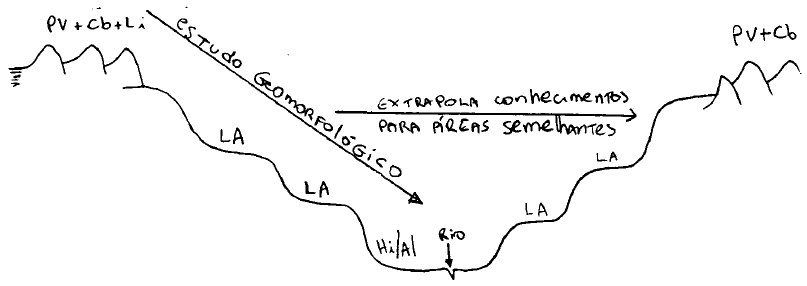 PV+Cb+Li
PV+Cb
ESTUDO GEOMORFOLÓGICO
EXTRAPOLA conhecimentos
PARA ÁREAS semelhantes
LA
LA
LA
LA
Hi/Al
Rio